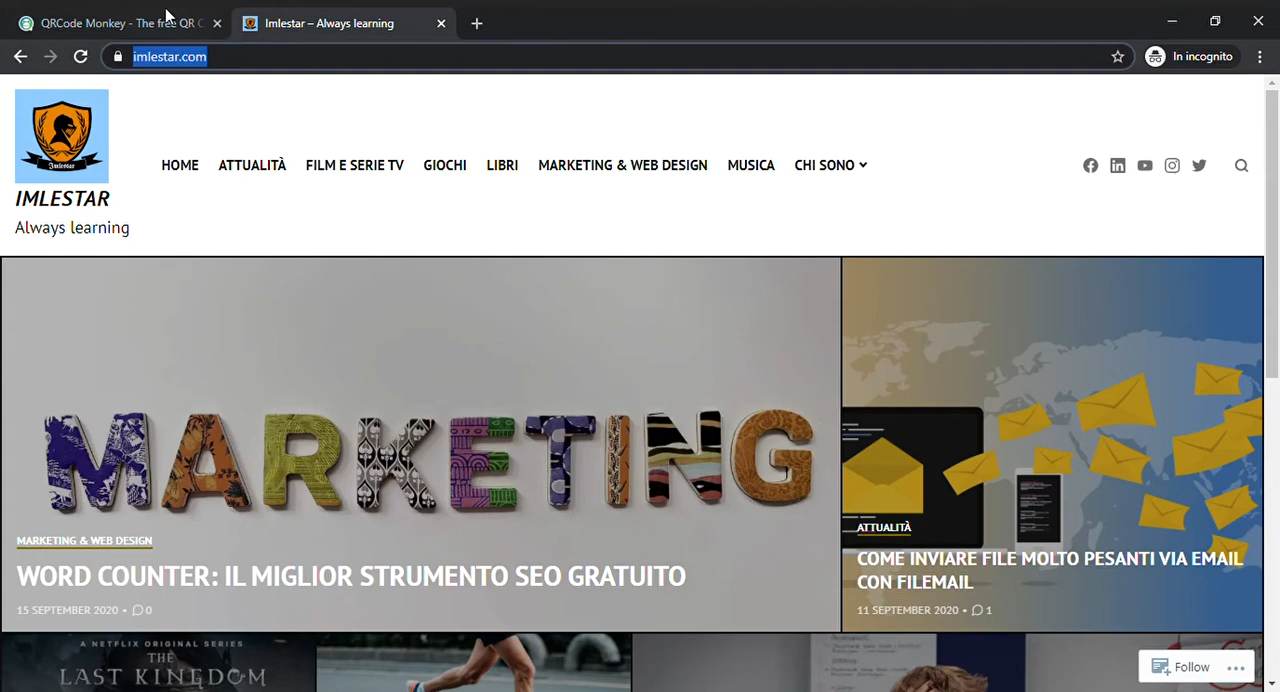 QRCode Monkey - The free QR C
Imlestar – Always learning
imlestar.com
In incognito
Imlestar
IMLESTAR
Always learning
HOME
ATTUALITÀ
FILM E SERIE TV
GIOCHI
LIBRI
MARKETING & WEB DESIGN
MUSICA
CHI SONO
MARKETING
MARKETING & WEB DESIGN
WORD COUNTER: IL MIGLIOR STRUMENTO SEO GRATUITO
15 SEPTEMBER 2020 • 0
ATTUALITÀ
COME INVIARE FILE MOLTO PESANTI VIA EMAIL
CON FILEMAIL
11 SEPTEMBER 2020 • 1
A NETFLIX ORIGINAL SERIES
THE
LAST KINGDOM
Follow